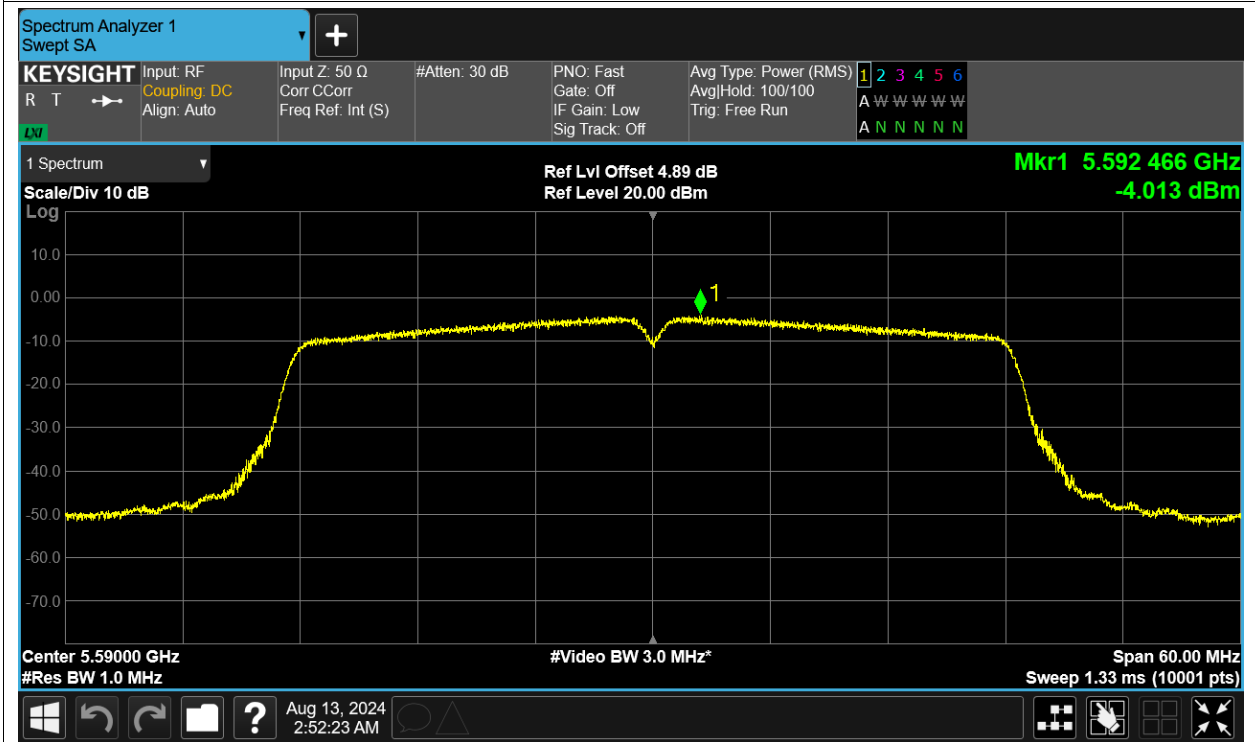 Spectrum Analyzer 1
Swept SA
KEYSIGHT
R T
LXI
Input: RF
Coupling: DC
Align: Auto
Input Z: 50 Ω
Corr CCorr
Freq Ref: Int (S)
#Atten: 30 dB
PNO: Fast
Gate: Off
IF Gain: Low
Sig Track: Off
Avg Type: Power (RMS)
Avg|Hold: 100/100
Trig: Free Run
1 2 3 4 5 6
A W W W W W
A N N N N N
1 Spectrum
Scale/Div 10 dB
Log
Ref Lvl Offset 4.89 dB
Ref Level 20.00 dBm
Mkr1 5.592 466 GHz
-4.013 dBm
10.0
0.00
-10.0
-20.0
-30.0
-40.0
-50.0
-60.0
-70.0
1
Center 5.59000 GHz
#Res BW 1.0 MHz
#Video BW 3.0 MHz*
Span 60.00 MHz
Sweep 1.33 ms (10001 pts)
?
Aug 13, 2024
2:52:23 AM